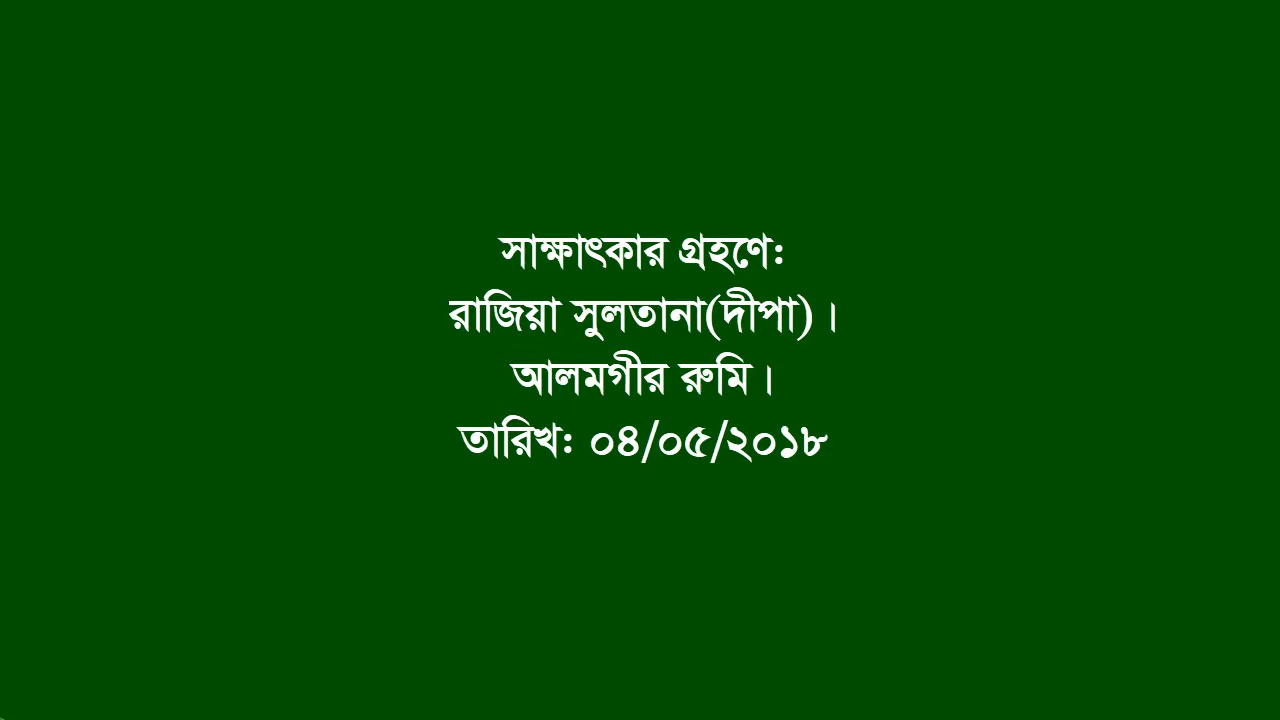 সাক্ষাৎকার গ্রহণে:
রাজিয়া সুলতানা(দীপা)।
আলমগীর রুমি।
তারিখ: ০৪/০৫/২০১৮